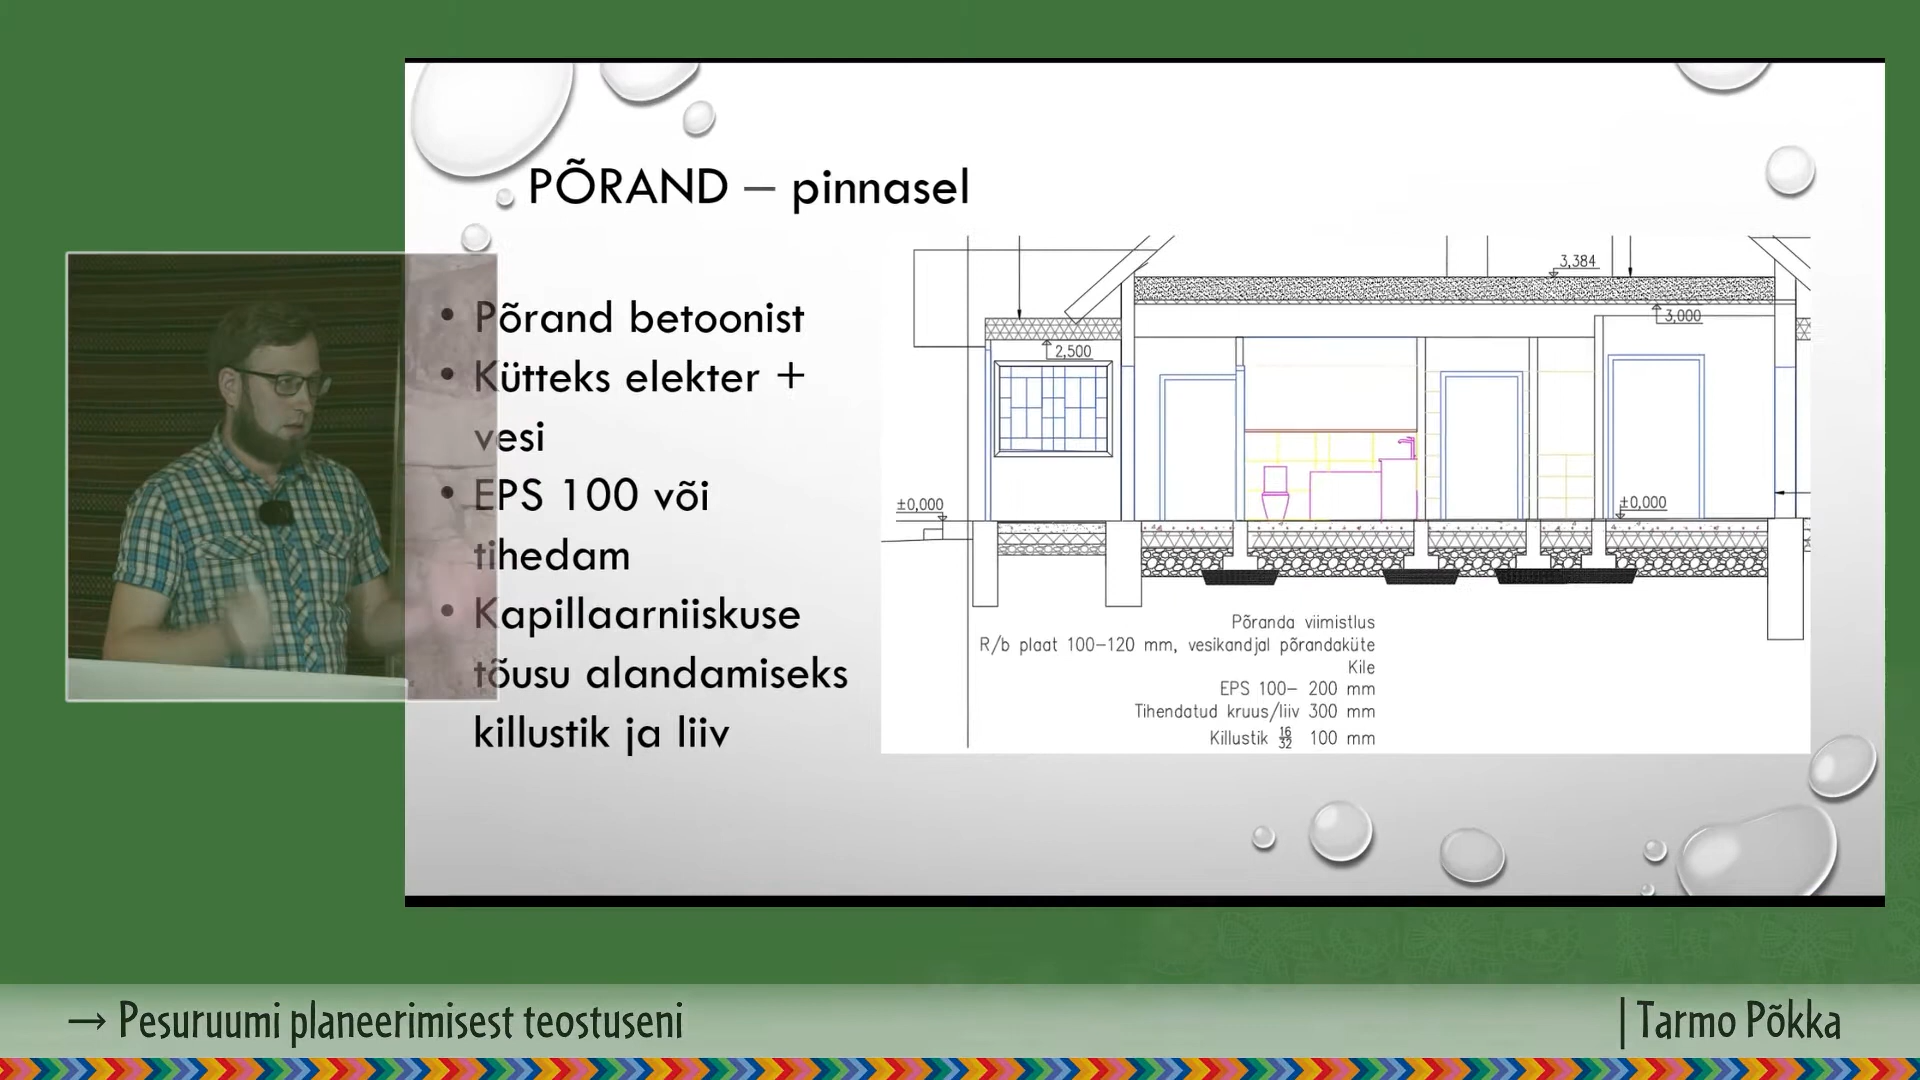 PÕRAND – pinnasel
• Põrand betoonist
• Kütteks elekter +
vesi
• EPS 100 või
tihedam
• Kapillaarniiskuse
tõusu alandamiseks
killustik ja liiv
3,384
3,000
2,500
±0,000
±0,000
Põranda viimistlus
R/b plaat 100-120 mm, vesikandjal põrandaküte
Kile
EPS 100- 200 mm
Tihendatud kruus/liiv 300 mm
Killustik 16/32 100 mm
→ Pesuruumi planeerimisest teostuseni
| Tarmo Põkka